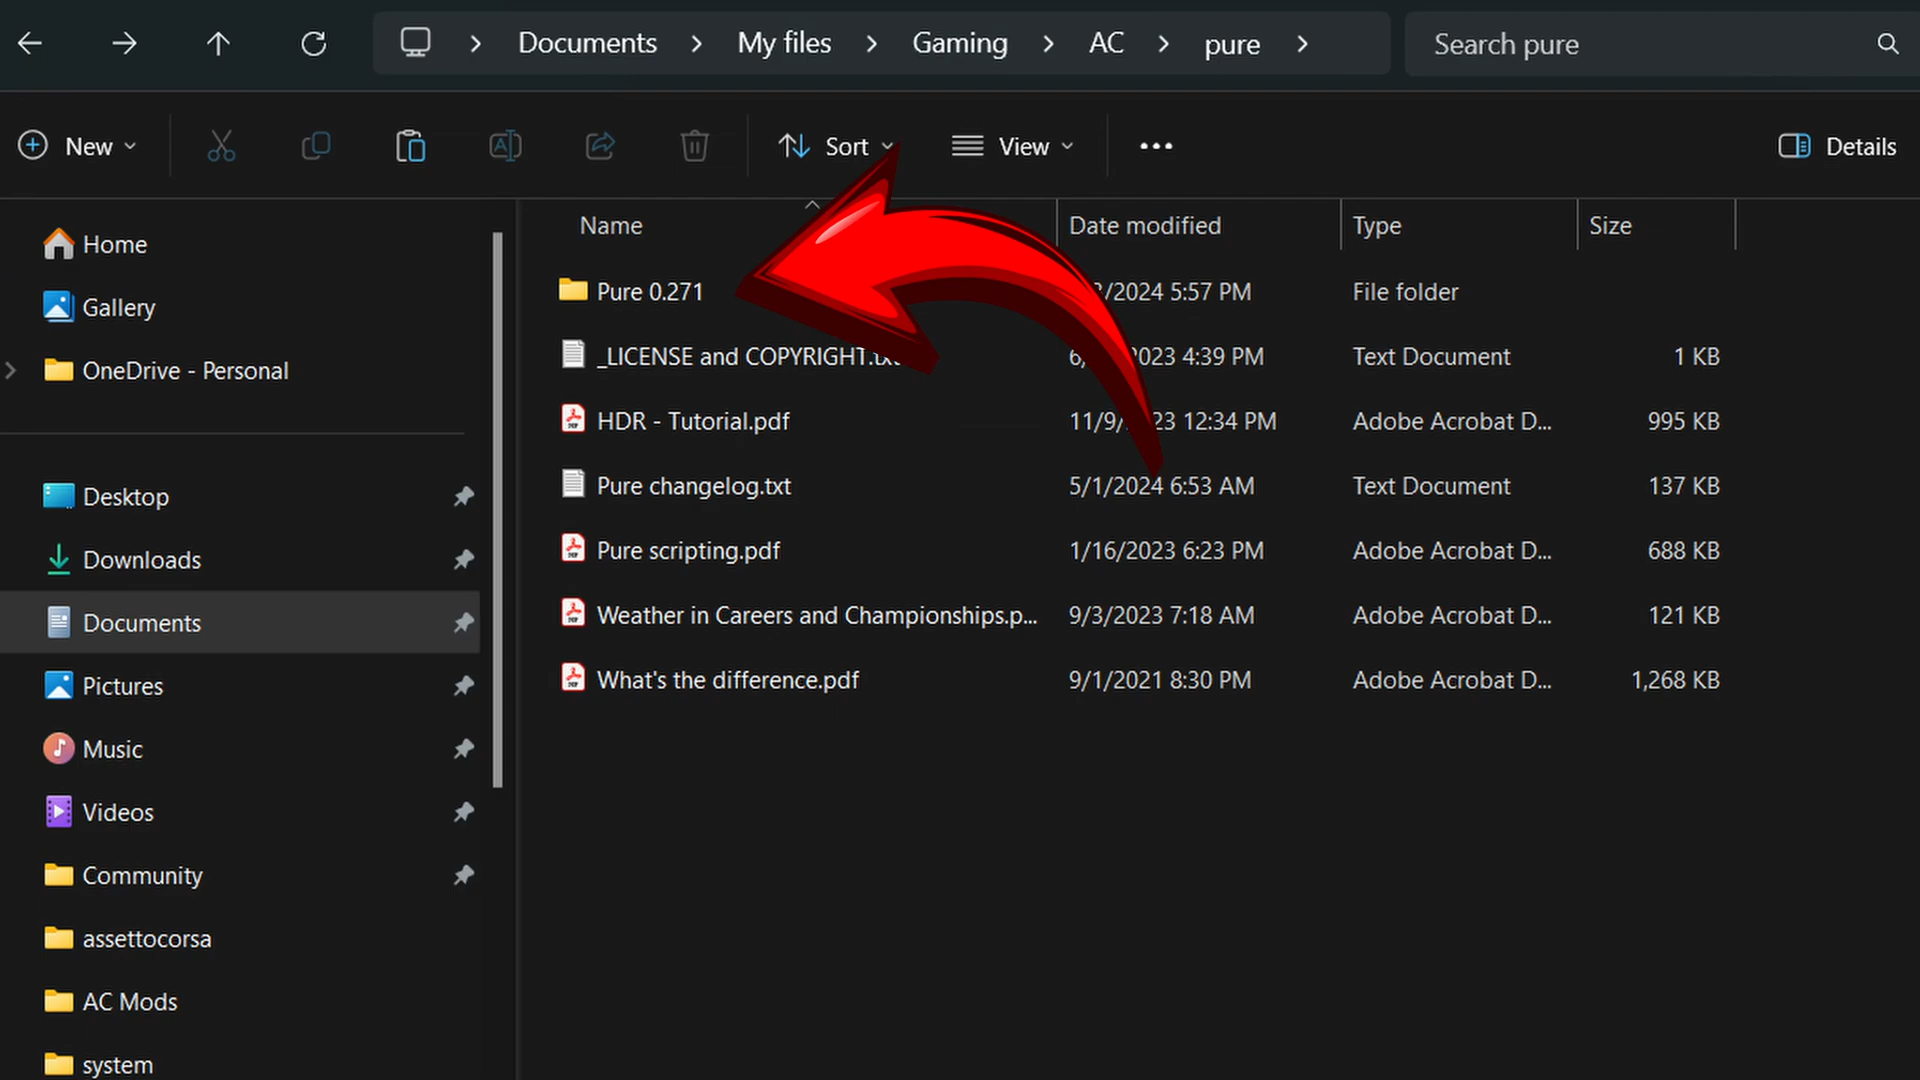 Documents > My files > Gaming > AC > pure >
Search pure
New
Sort
View
Details
Name
Date modified
Type
Size
Home
Gallery
OneDrive - Personal
Desktop
Downloads
Documents
Pictures
Music
Videos
Community
assettocorsa
AC Mods
system
Pure 0.271 /2024 5:57 PM File folder
_LICENSE and COPYRIGHT. 2023 4:39 PM Text Document 1 KB
HDR - Tutorial.pdf 11/9/ 23 12:34 PM Adobe Acrobat D... 995 KB
Pure changelog.txt 5/1/2024 6:53 AM Text Document 137 KB
Pure scripting.pdf 1/16/2023 6:23 PM Adobe Acrobat D... 688 KB
Weather in Careers and Championships.p... 9/3/2023 7:18 AM Adobe Acrobat D... 121 KB
What's the difference.pdf 9/1/2021 8:30 PM Adobe Acrobat D... 1,268 KB